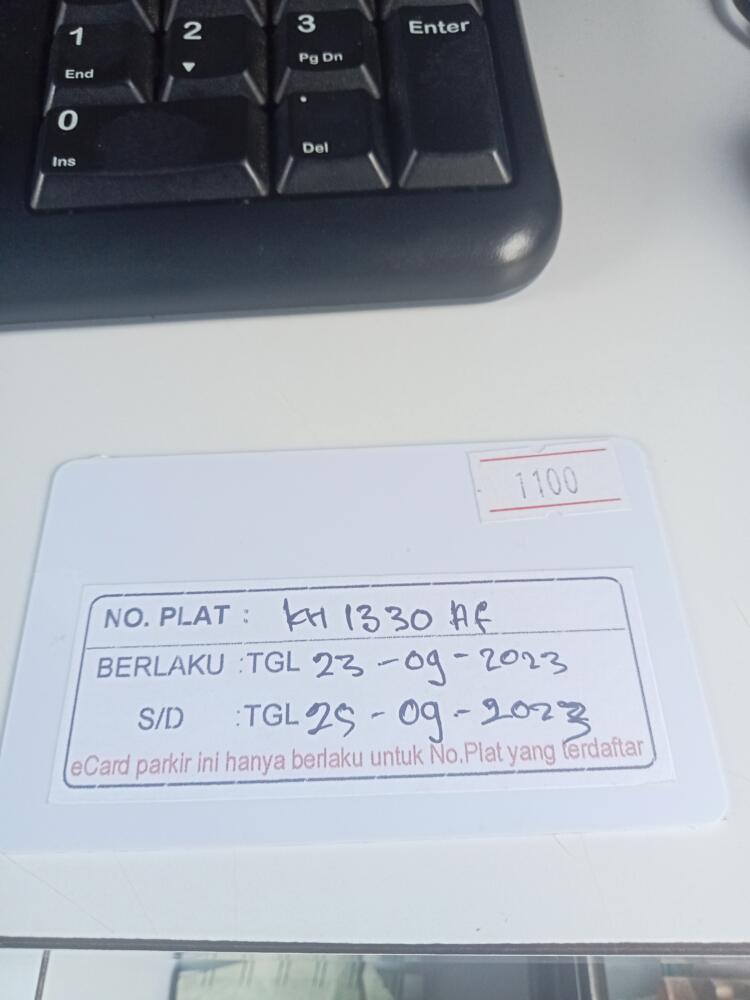 1
End
2
3
Pg Dn
Enter
0
Ins
.
Del
1100
NO. PLAT : KH 1330 AF
BERLAKU :TGL 23-09-2023
S/D :TGL 25-09-2023
eCard parkir ini hanya berlaku untuk No.Plat yang terdaftar